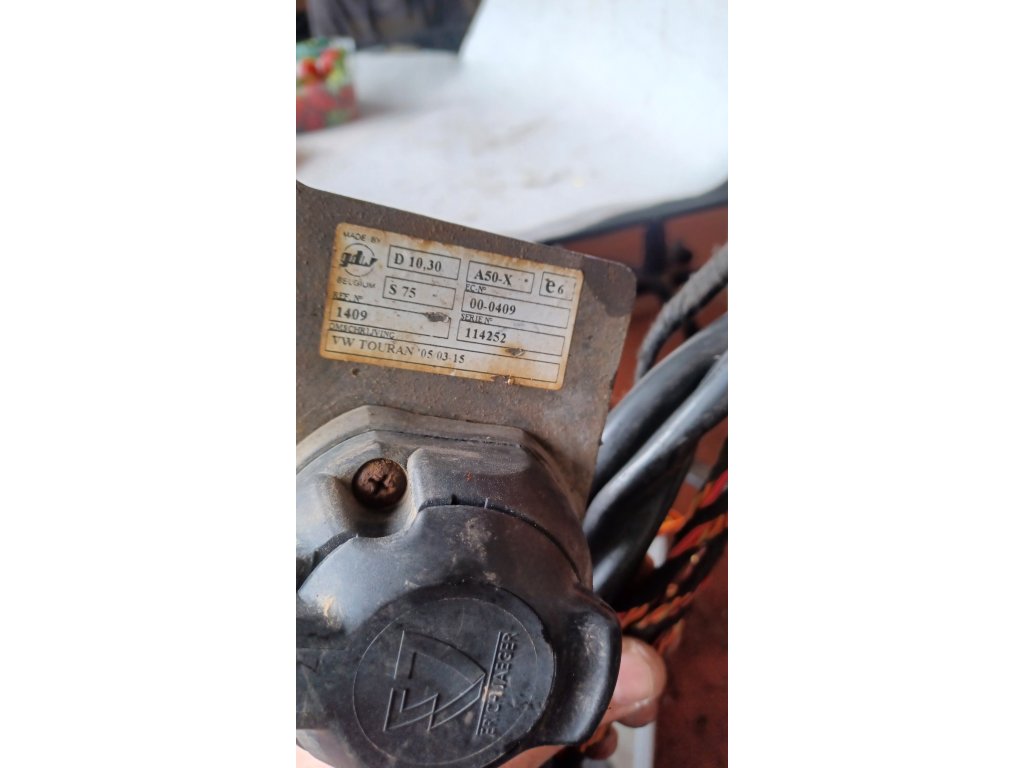 MADE BY
gdw
BELGIUM
D 10,30
A50-X
e6
S 75
EC-Nº
00-0409
REF. Nº
1409
SERIE Nº
114252
OMSCHRIJVING
VW TOURAN '05/03-15
ERICH JAEGER